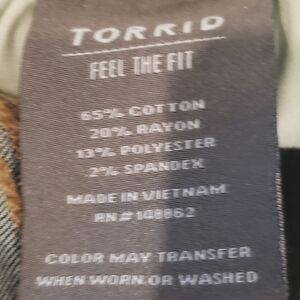 TORRID
FEEL THE FIT
65% COTTON
20% RAYON
13% POLYESTER
2% SPANDEX
MADE IN VIETNAM
RN# 148862
COLOR MAY TRANSFER
WHEN WORN OR WASHED